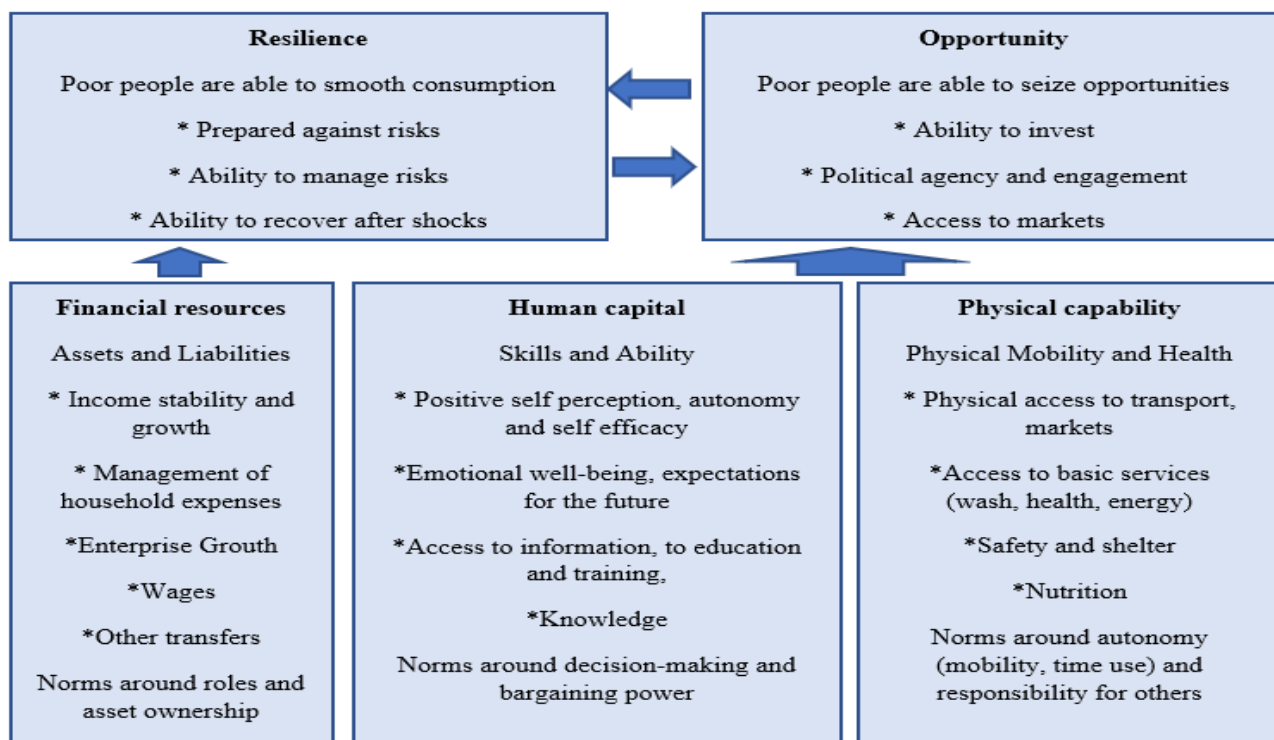 Resilience
Poor people are able to smooth consumption
* Prepared against risks
* Ability to manage risks
* Ability to recover after shocks
Opportunity
Poor people are able to seize opportunities
* Ability to invest
* Political agency and engagement
* Access to markets
Financial resources
Assets and Liabilities
* Income stability and
growth
* Management of
household expenses
*Enterprise Grouth
*Wages
*Other transfers
Norms around roles and
asset ownership
Human capital
Skills and Ability
* Positive self perception, autonomy
and self efficacy
*Emotional well-being, expectations
for the future
*Access to information, to education
and training,
*Knowledge
Norms around decision-making and
bargaining power
Physical capability
Physical Mobility and Health
* Physical access to transport,
markets
*Access to basic services
(wash, health, energy)
*Safety and shelter
*Nutrition
Norms around autonomy
(mobility, time use) and
responsibility for others